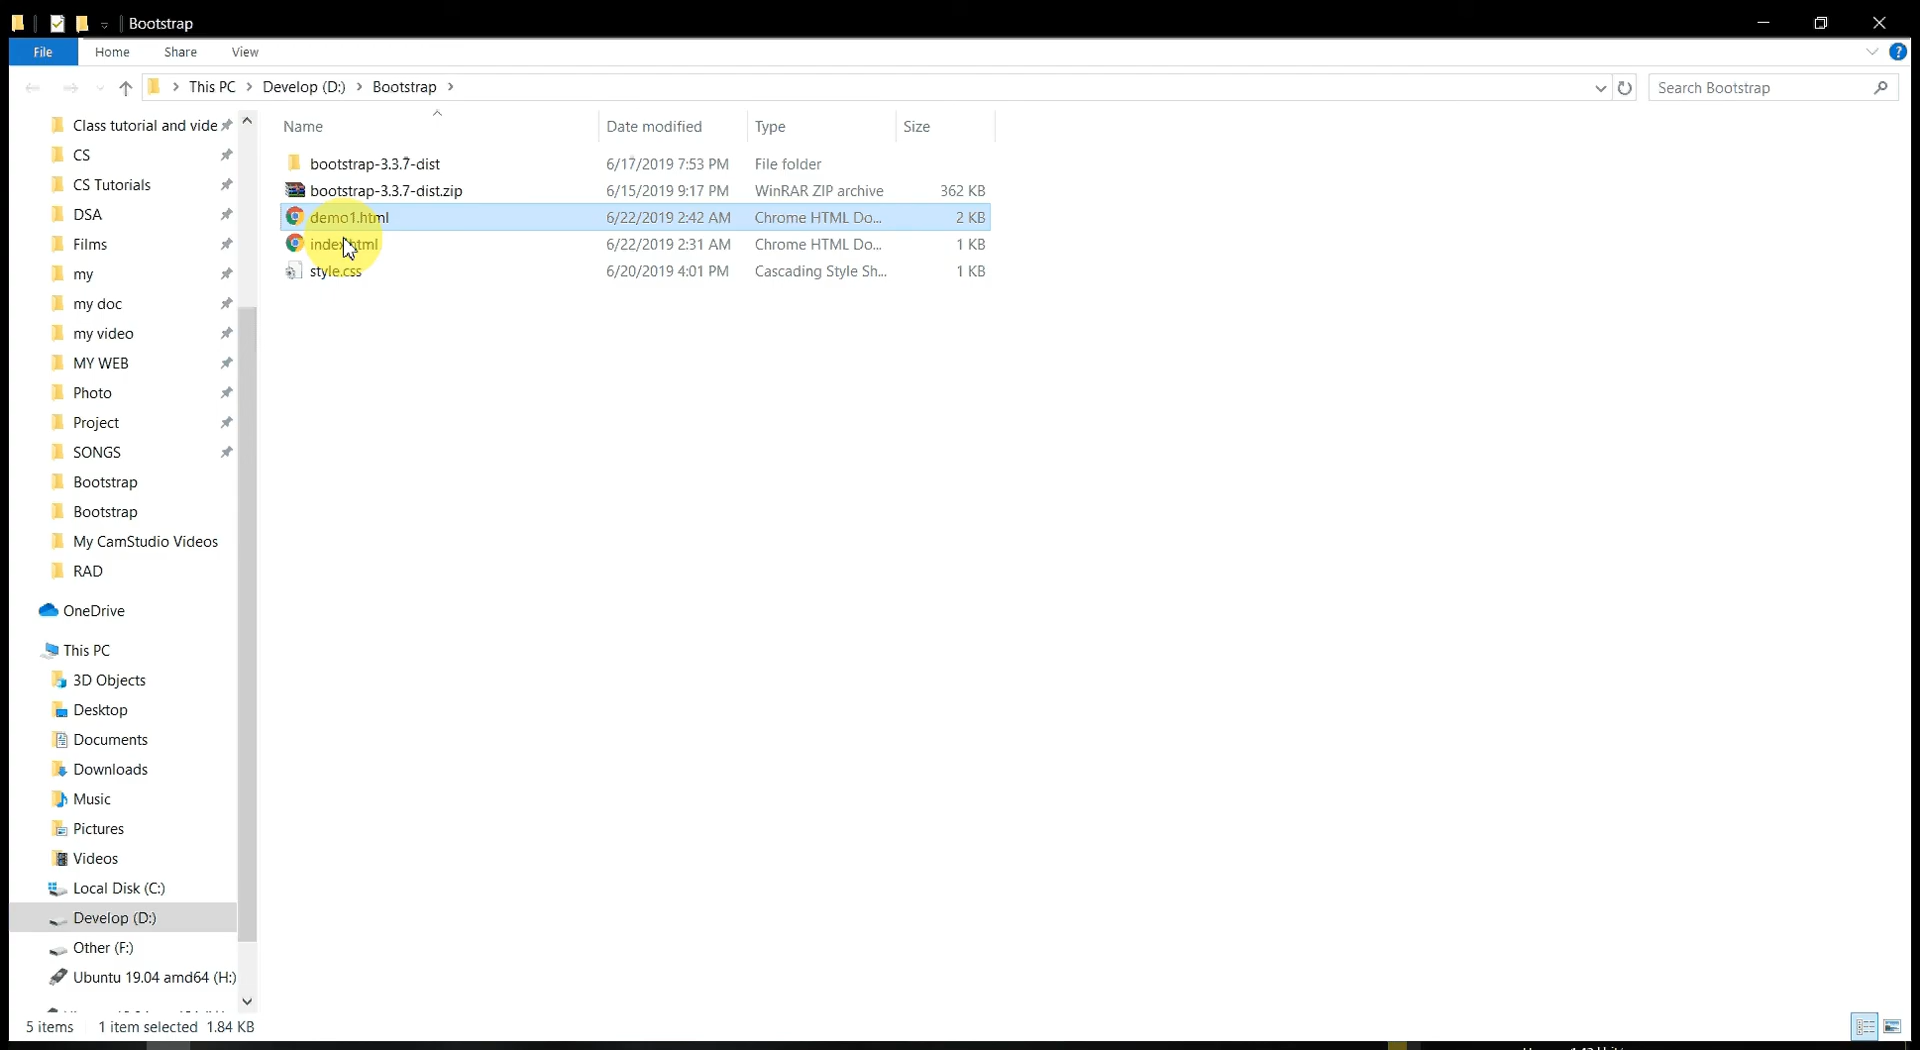 Bootstrap
File Home Share View
This PC > Develop (D:) > Bootstrap >
Search Bootstrap
Name Date modified Type Size
bootstrap-3.3.7-dist 6/17/2019 7:53 PM File folder
bootstrap-3.3.7-dist.zip 6/15/2019 9:17 PM WinRAR ZIP archive 362 KB
demo1.html 6/22/2019 2:42 AM Chrome HTML Do... 2 KB
index.html 6/22/2019 2:31 AM Chrome HTML Do... 1 KB
style.css 6/20/2019 4:01 PM Cascading Style Sh... 1 KB
Class tutorial and vide
CS
CS Tutorials
DSA
Films
my
my doc
my video
MY WEB
Photo
Project
SONGS
Bootstrap
Bootstrap
My CamStudio Videos
RAD
OneDrive
This PC
3D Objects
Desktop
Documents
Downloads
Music
Pictures
Videos
Local Disk (C:)
Develop (D:)
Other (F:)
Ubuntu 19.04 amd64 (H:)
5 items 1 item selected 1.84 KB